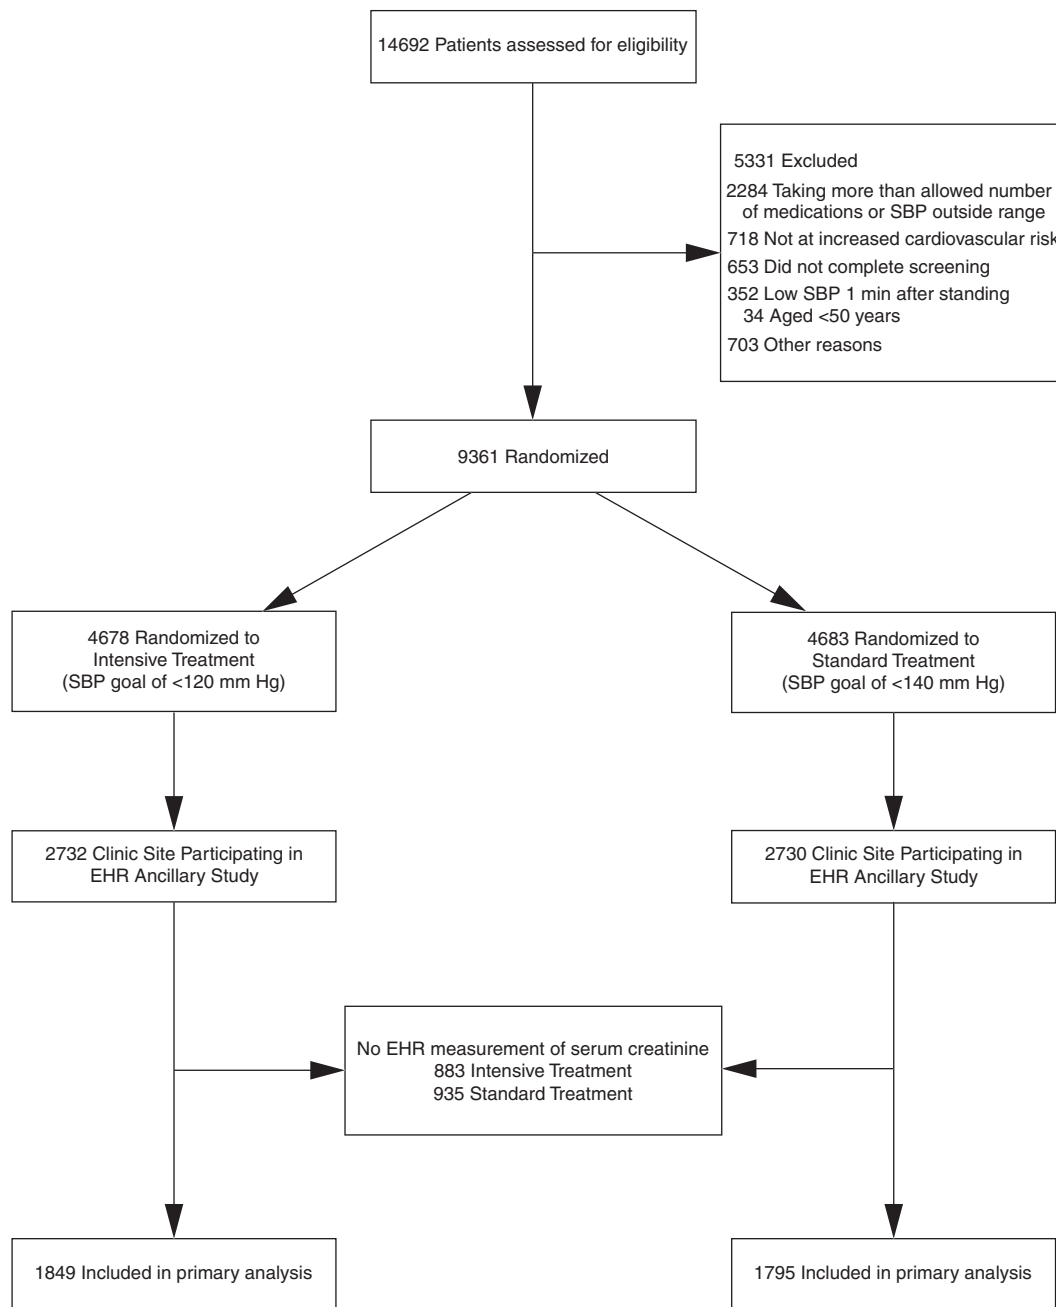 14692 Patients assessed for eligibility
5331 Excluded
2284 Taking more than allowed number
of medications or SBP outside range
718 Not at increased cardiovascular risk
653 Did not complete screening
352 Low SBP 1 min after standing
34 Aged <50 years
703 Other reasons
9361 Randomized
4678 Randomized to
Intensive Treatment
(SBP goal of <120 mm Hg)
4683 Randomized to
Standard Treatment
(SBP goal of <140 mm Hg)
2732 Clinic Site Participating in
EHR Ancillary Study
2730 Clinic Site Participating in
EHR Ancillary Study
No EHR measurement of serum creatinine
883 Intensive Treatment
935 Standard Treatment
1849 Included in primary analysis
1795 Included in primary analysis